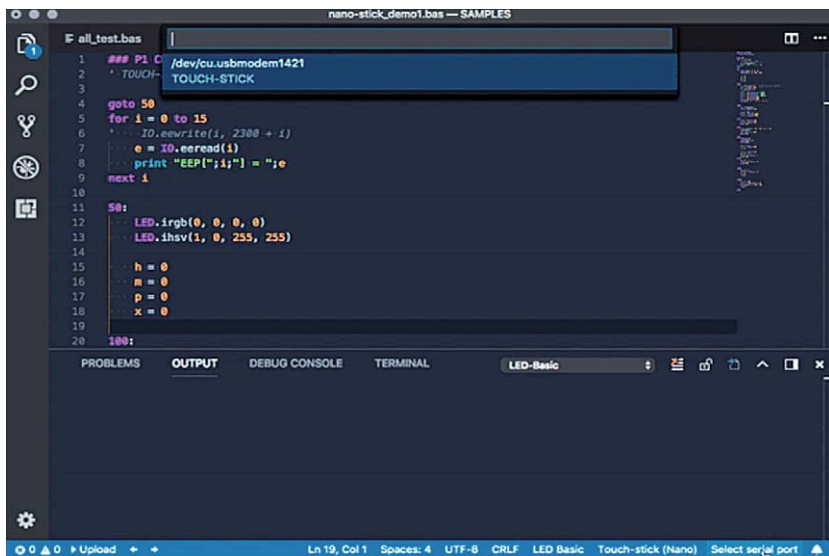 nano-stick_demo1.bas — SAMPLES
all_test.bas
/dev/cu.usbmodem1421
TOUCH-STICK
1 ### P1 C
2 ' TOUCH-
3
4 goto 50
5 for i = 0 to 15
6 ' IO.eewrite(i, 2300 + i)
7 e = IO.eeread(i)
8 print "EEP[";i;"] = ";e
9 next i
10
11 50:
12 LED.irgb(0, 0, 0, 0)
13 LED.ihsv(1, 0, 255, 255)
14
15 h = 0
16 m = 0
17 p = 0
18 x = 0
19
20 100:
PROBLEMS OUTPUT DEBUG CONSOLE TERMINAL LED-Basic
1
0 0 Upload Ln 19, Col 1 Spaces: 4 UTF-8 CRLF LED Basic Touch-stick (Nano) Select serial port